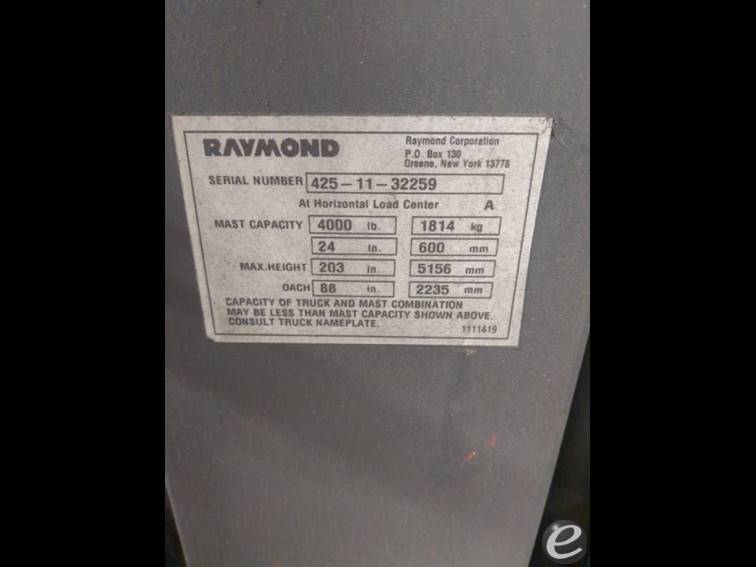 RAYMOND
Raymond Corporation
P.O. Box 130
Greene, New York 13778
SERIAL NUMBER 425-11-32259
At Horizontal Load Center A
MAST CAPACITY 4000 lb. 1814 kg
24 in. 600 mm
MAX.HEIGHT 203 in 5156 mm
OACH 88 in. 2235 mm
CAPACITY OF TRUCK AND MAST COMBINATION
MAY BE LESS THAN MAST CAPACITY SHOWN ABOVE.
CONSULT TRUCK NAMEPLATE. 1111419
e